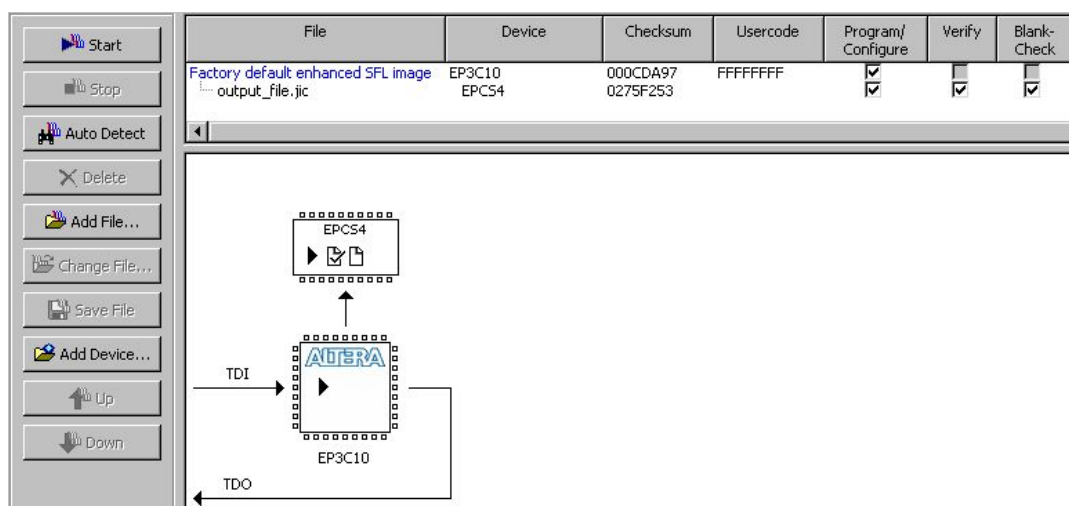 Start
Stop
Auto Detect
Delete
Add File...
Change File...
Save File
Add Device...
Up
Down
File Device Checksum Usercode Program/ Verify Blank-
Configure Check
Factory default enhanced SFL image EP3C10 000CDA97 FFFFFFFF
output_file.jic EPCS4 0275F253
EPCS4
ALTERA
TDI
EP3C10
TDO